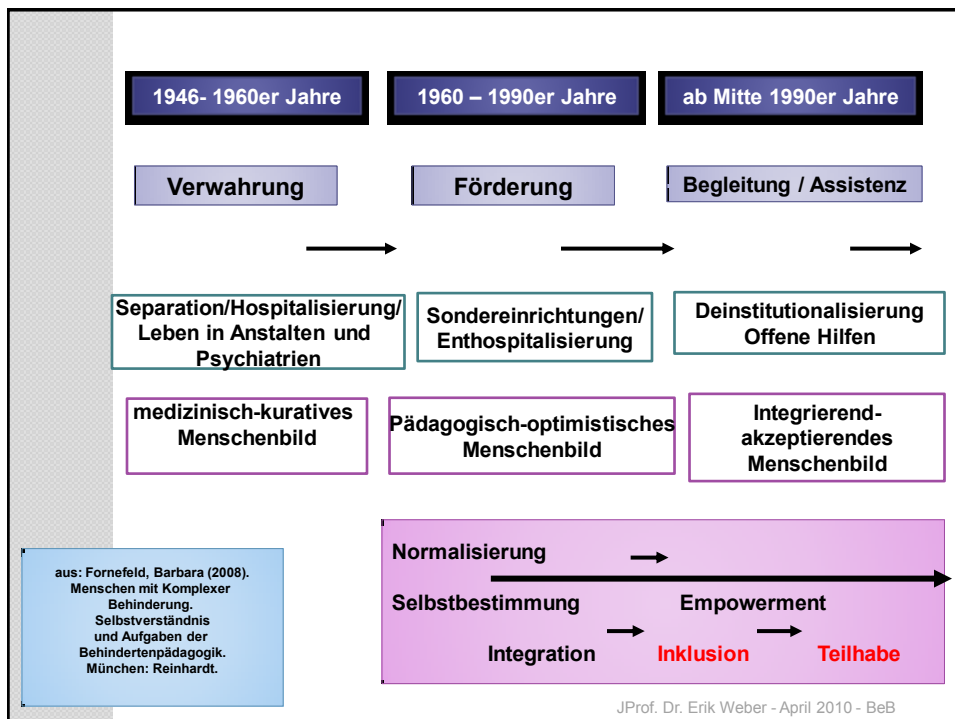 1946- 1960er Jahre
1960 – 1990er Jahre
ab Mitte 1990er Jahre
Verwahrung
Förderung
Begleitung / Assistenz
Separation/Hospitalisierung/
Leben in Anstalten und
Psychiatrien
Sondereinrichtungen/
Enthospitalisierung
Deinstitutionalisierung
Offene Hilfen
medizinisch-kuratives
Menschenbild
Pädagogisch-optimistisches
Menschenbild
Integrierend-
akzeptierendes
Menschenbild
aus: Fornefeld, Barbara (2008).
Menschen mit Komplexer
Behinderung.
Selbstverständnis
und Aufgaben der
Behindertenpädagogik.
München: Reinhardt.
Normalisierung
Selbstbestimmung
Empowerment
Integration
Inklusion
Teilhabe
JProf. Dr. Erik Weber - April 2010 - BeB